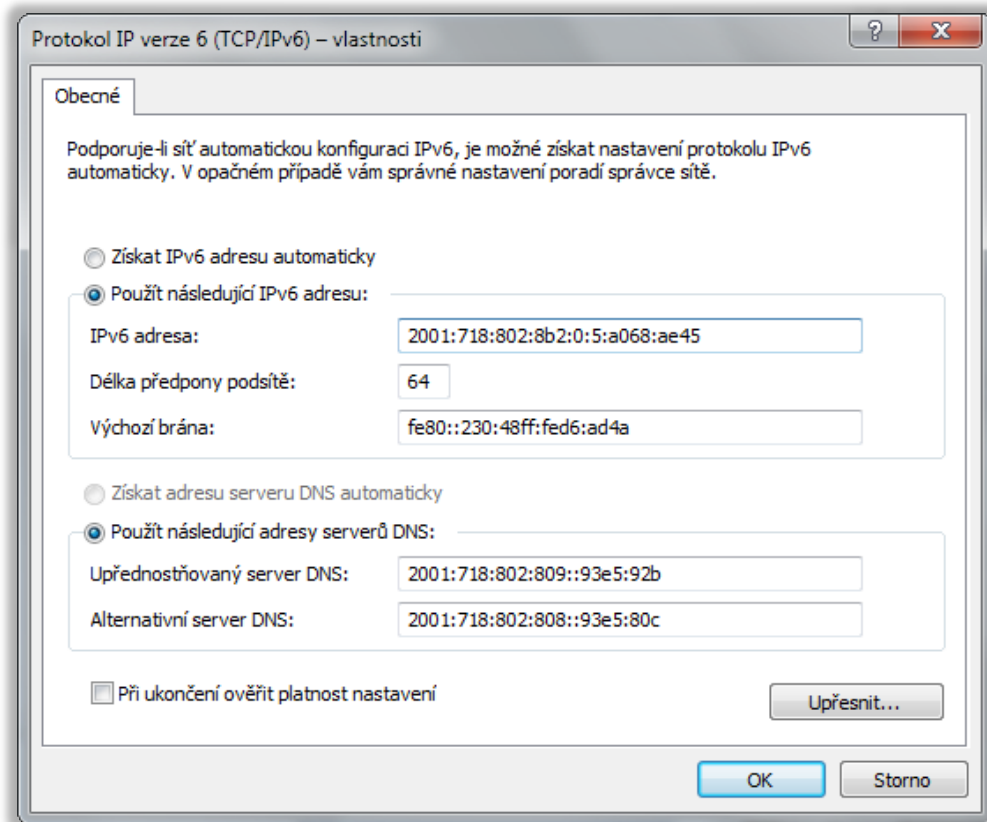 Protokol IP verze 6 (TCP/IPv6) – vlastnosti
Obecné
Podporuje-li síť automatickou konfiguraci IPv6, je možné získat nastavení protokolu IPv6
automaticky. V opačném případě vám správné nastavení poradí správce sítě.
Získat IPv6 adresu automaticky
Použít následující IPv6 adresu:
IPv6 adresa: 2001:718:802:8b2:0:5:a068:ae45
Délka předpony podsítě: 64
Výchozí brána: fe80::230:48ff:fed6:ad4a
Získat adresu serveru DNS automaticky
Použít následující adresy serverů DNS:
Upřednostňovaný server DNS: 2001:718:802:809::93e5:92b
Alternativní server DNS: 2001:718:802:808::93e5:80c
Při ukončení ověřit platnost nastavení
Upřesnit...
OK Storno